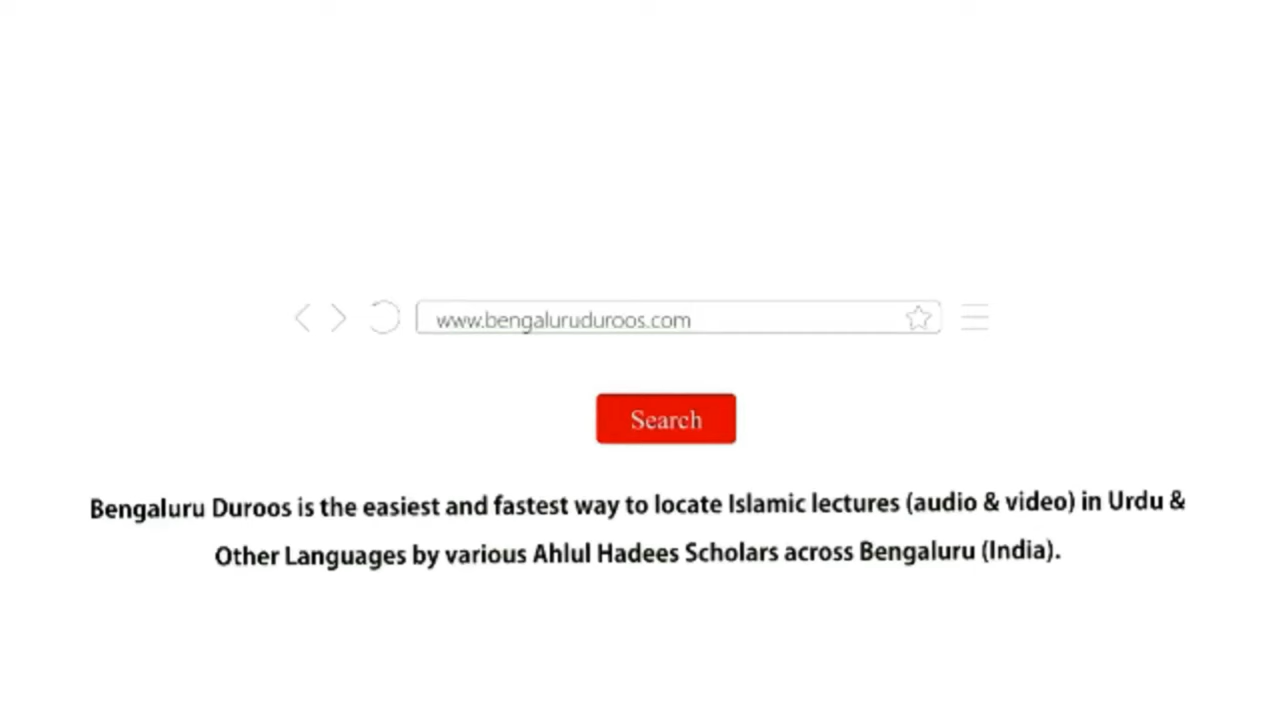 www.bengaluruduroos.com
Search
Bengaluru Duroos is the easiest and fastest way to locate Islamic lectures (audio & video) in Urdu &
Other Languages by various Ahlul Hadees Scholars across Bengaluru (India).